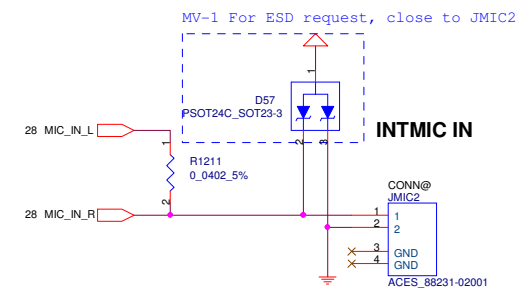 MV-1 For ESD request, close to JMIC2
1
D57
PSOT24C_SOT23-3
2
3
INTMIC IN
28 MIC_IN_L
1
R1211
0_0402_5%
2
28 MIC_IN_R
CONN@
JMIC2
1 1
2 2
3 GND
4 GND
ACES_88231-02001